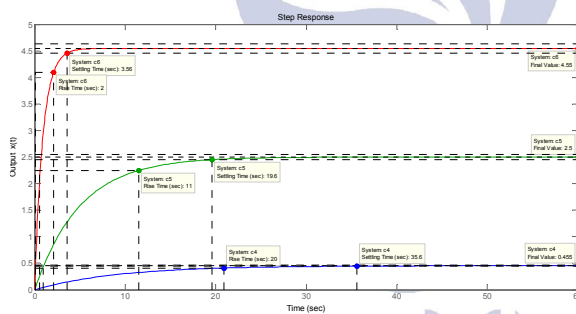 Step Response
5
4.5
4
3.5
3
2.5
2
1.5
1
0.5
0
Output x(t)
System: c6
Settling Time (sec): 3.56
System: c6
Rise Time (sec): 2
System: c6
Final Value: 4.55
System: c5
Final Value: 2.5
System: c5
Settling Time (sec): 19.6
System: c5
Rise Time (sec): 11
System: c4
Rise Time (sec): 20
System: c4
Settling Time (sec): 35.6
System: c4
Final Value: 0.455
0 10 20 30 40 50 60
Time (sec)